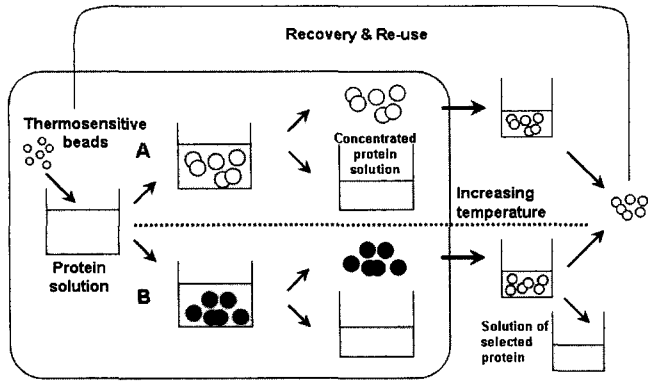 Recovery & Re-use
Thermosensitive
beads
A
Concentrated
protein
solution
Increasing
temperature
Protein
solution
B
Solution of
selected
protein